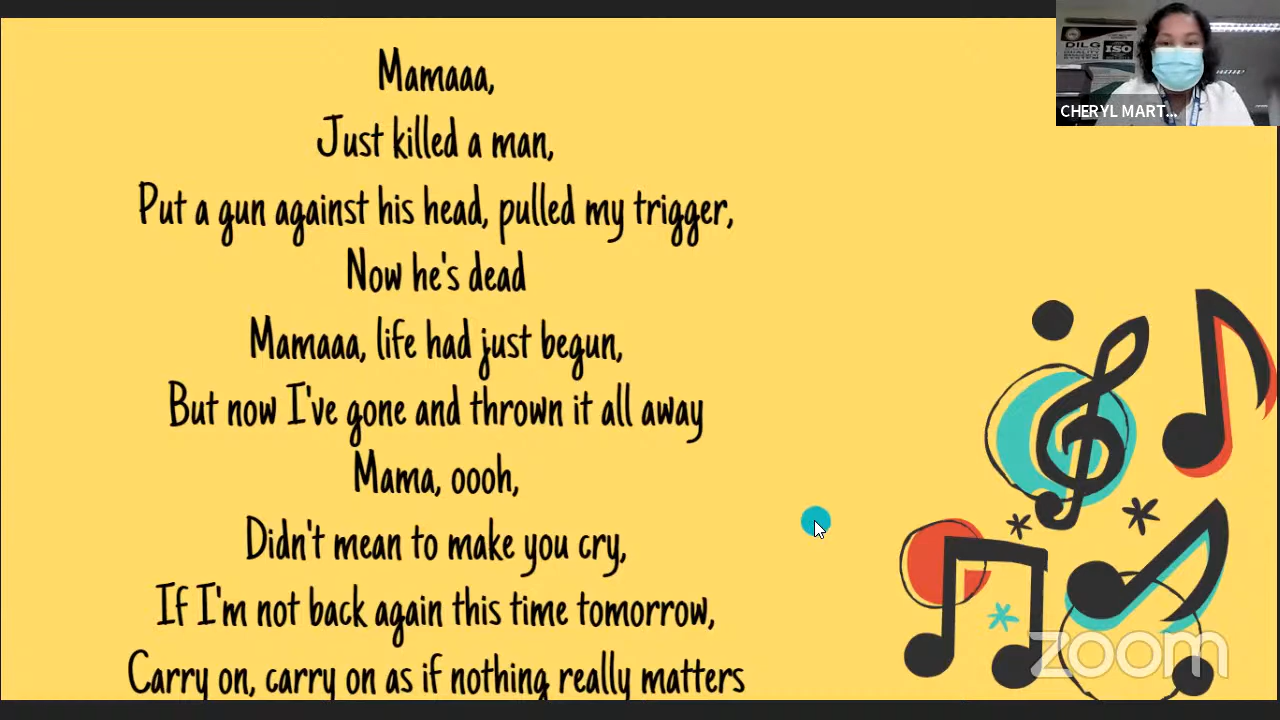 Mamaaa,
Just killed a man,
Put a gun against his head, pulled my trigger,
Now he's dead
Mamaaa, life had just begun,
But now I've gone and thrown it all away
Mama, oooh,
Didn't mean to make you cry,
If I'm not back again this time tomorrow,
Carry on, carry on as if nothing really matters
DILG
ISO
CHERYL MART...
zoom